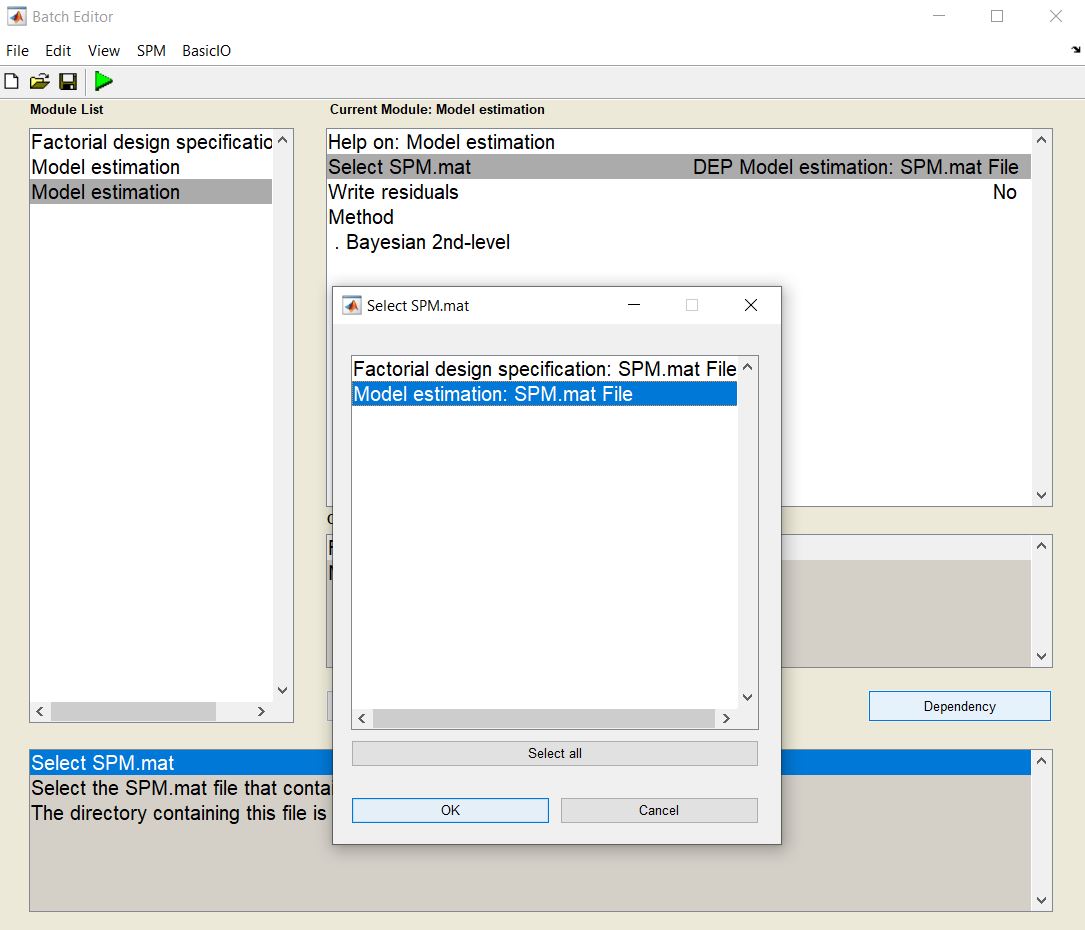 Batch Editor
File Edit View SPM BasicIO
Module List
Current Module: Model estimation
Factorial design specificatio
Model estimation
Model estimation
Help on: Model estimation
Select SPM.mat DEP Model estimation: SPM.mat File
Write residuals No
Method
. Bayesian 2nd-level
Select SPM.mat
Factorial design specification: SPM.mat File
Model estimation: SPM.mat File
Select all
OK Cancel
Dependency
Select SPM.mat
Select the SPM.mat file that contai
The directory containing this file is